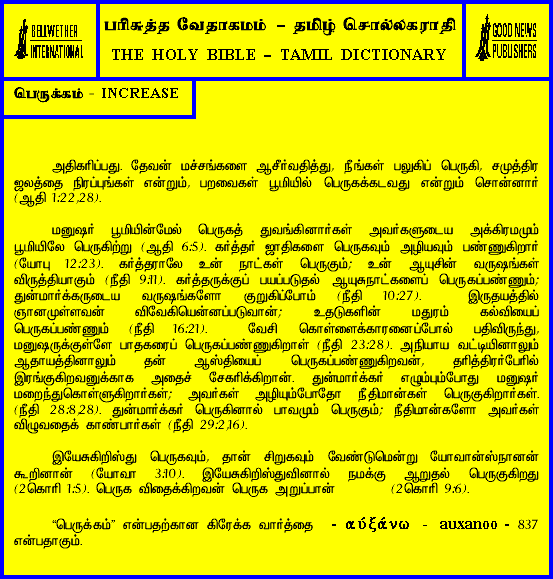 BELLWETHER
INTERNATIONAL
பரிசுத்த வேதாகமம் – தமிழ் சொல்லகராதி
THE HOLY BIBLE – TAMIL DICTIONARY
GOOD NEWS
PUBLISHERS
பெருக்கம் - INCREASE
அதிகரிப்பது. தேவன் மச்சங்களை ஆசீர்வதித்து, நீங்கள் பலுகிப் பெருகி, சமுத்திர
ஜலத்தை நிரப்புங்கள் என்றும், பறவைகள் பூமியில் பெருகக்கடவது என்றும் சொன்னார்
(ஆதி 1:22,28).
மனுஷர் பூமியின்மேல் பெருகத் துவங்கினார்கள் அவர்களுடைய அக்கிரமமும்
பூமியிலே பெருகிற்று (ஆதி 6:5). கர்த்தர் ஜாதிகளை பெருகவும் அழியவும் பண்ணுகிறார்
(யோபு 12:23). கர்த்தராலே உன் நாட்கள் பெருகும்; உன் ஆயுசின் வருஷங்கள்
விருத்தியாகும் (நீதி 9:11). கர்த்தருக்குப் பயப்படுதல் ஆயுசுநாட்களைப் பெருகப்பண்ணும்;
துன்மார்க்கருடைய வருஷங்களோ குறுகிப்போம் (நீதி 10:27). இருதயத்தில்
ஞானமுள்ளவன் விவேகியென்னப்படுவான்; உதடுகளின் மதுரம் கல்வியைப்
பெருகப்பண்ணும் (நீதி 16:21). வேசி கொள்ளைக்காரனைப்போல் பதிவிருந்து,
மனுஷருக்குள்ளே பாதகரைப் பெருகப்பண்ணுகிறாள் (நீதி 23:28). அநியாய வட்டியினாலும்
ஆதாயத்தினாலும் தன் ஆஸ்தியைப் பெருகப்பண்ணுகிறவன், தரித்திரர்பேரில்
இரங்குகிறவனுக்காக அதைச் சேகரிக்கிறான். துன்மார்க்கர் எழும்பும்போது மனுஷர்
மறைந்துகொள்ளுகிறார்கள்; அவர்கள் அழியும்போதோ நீதிமான்கள் பெருகுகிறார்கள்.
(நீதி 28:8,28). துன்மார்க்கர் பெருகினால் பாவமும் பெருகும்; நீதிமான்களோ அவர்கள்
விழுவதைக் காண்பார்கள் (நீதி 29:2,16).
இயேசுகிறிஸ்து பெருகவும், தான் சிறுகவும் வேண்டுமென்று யோவான்ஸ்நானன்
கூறினான் (யோவா 3:10). இயேசுகிறிஸ்துவினால் நமக்கு ஆறுதல் பெருகுகிறது
(2கொரி 1:5). பெருக விதைக்கிறவன் பெருக அறுப்பான் (2கொரி 9:6).
“பெருக்கம்” என்பதற்கான கிரேக்க வார்த்தை - αύξάνω - auxanoo - 837
என்பதாகும்.